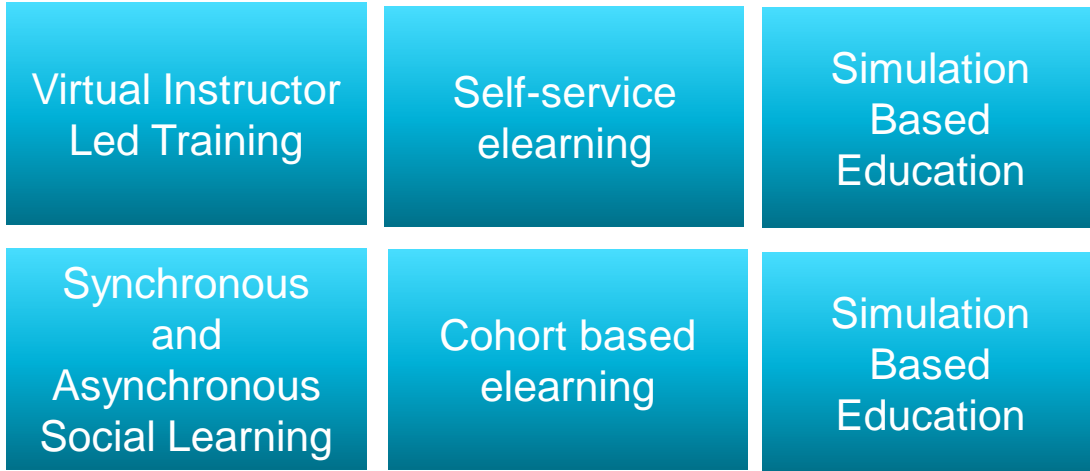 Virtual Instructor
Led Training
Self-service
elearning
Simulation
Based
Education
Synchronous
and
Asynchronous
Social Learning
Cohort based
elearning
Simulation
Based
Education